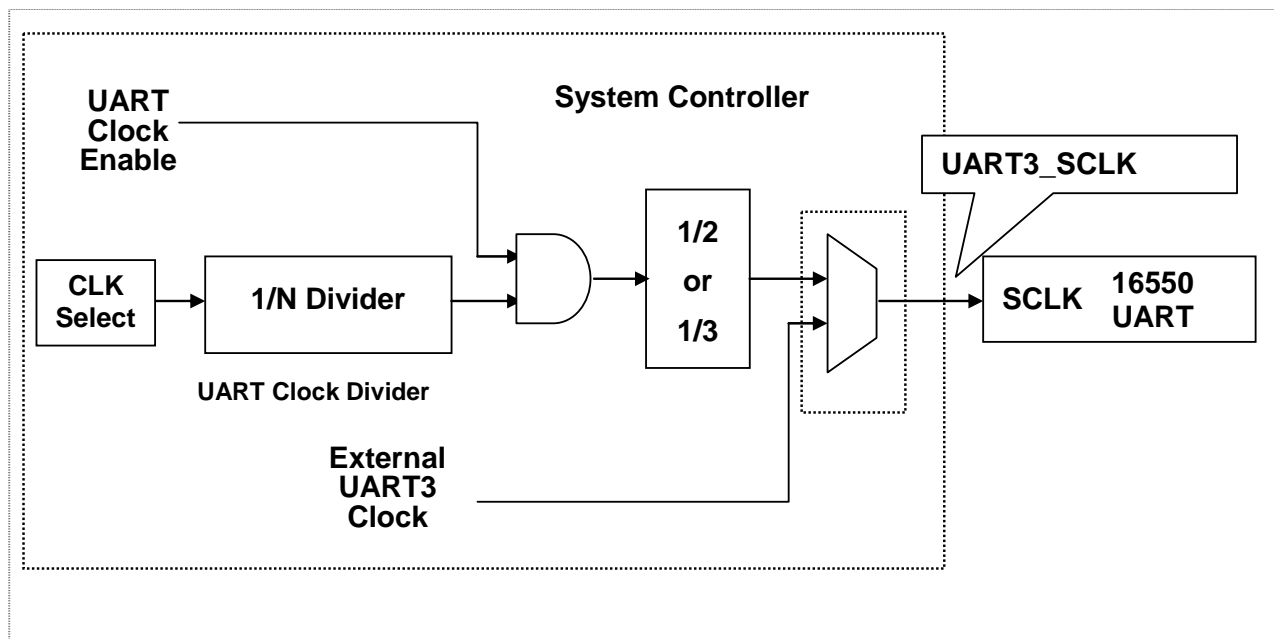 UART
Clock
Enable
System Controller
UART3_SCLK
CLK
Select
1/N Divider
1/2
or
1/3
SCLK 16550
UART
UART Clock Divider
External
UART3
Clock